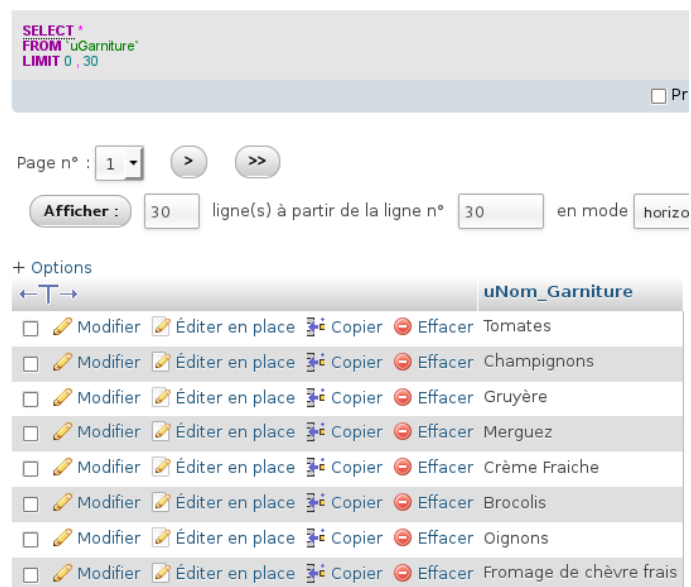 SELECT *
FROM `uGarniture`
LIMIT 0 , 30
Pr
Page n° : 1 > >>
Afficher : 30 ligne(s) à partir de la ligne n° 30 en mode horizo
+ Options
←T→ uNom_Garniture
Modifier Éditer en place Copier Effacer Tomates
Modifier Éditer en place Copier Effacer Champignons
Modifier Éditer en place Copier Effacer Gruyère
Modifier Éditer en place Copier Effacer Merguez
Modifier Éditer en place Copier Effacer Crème Fraiche
Modifier Éditer en place Copier Effacer Brocolis
Modifier Éditer en place Copier Effacer Oignons
Modifier Éditer en place Copier Effacer Fromage de chèvre frais